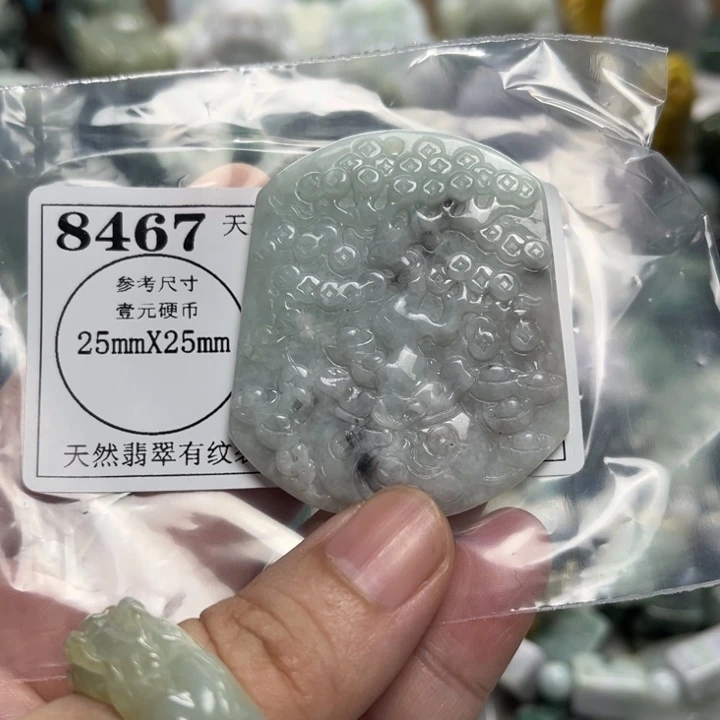 8467 天
参考尺寸
壹元硬币
25mmX25mm
天然翡翠有纹